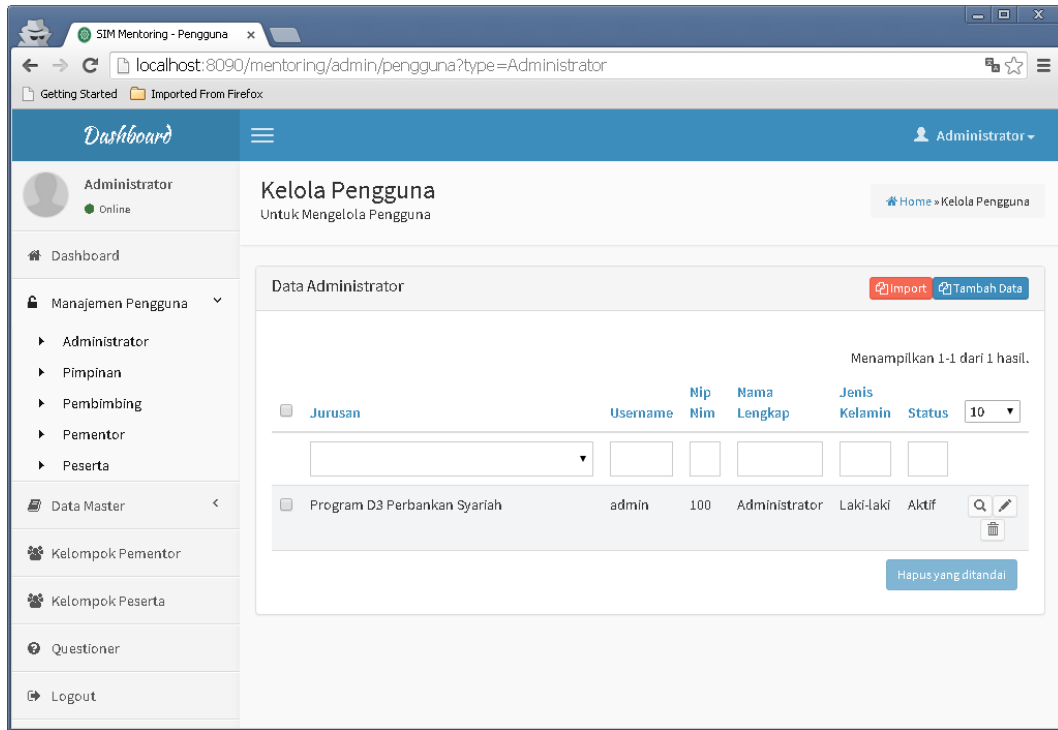 SIM Mentoring - Pengguna
localhost:8090/mentoring/admin/pengguna?type=Administrator
Getting Started Imported From Firefox
Dashboard
Administrator
Administrator
Online
Kelola Pengguna
Untuk Mengelola Pengguna
Home » Kelola Pengguna
Dashboard
Manajemen Pengguna
Administrator
Pimpinan
Pembimbing
Pementor
Peserta
Data Master
Kelompok Pementor
Kelompok Peserta
Questioner
Logout
Data Administrator
Import Tambah Data
Menampilkan 1-1 dari 1 hasil.
Jurusan Username Nip Nim Nama Lengkap Jenis Kelamin Status 10
Program D3 Perbankan Syariah admin 100 Administrator Laki-laki Aktif
Hapus yang ditandai